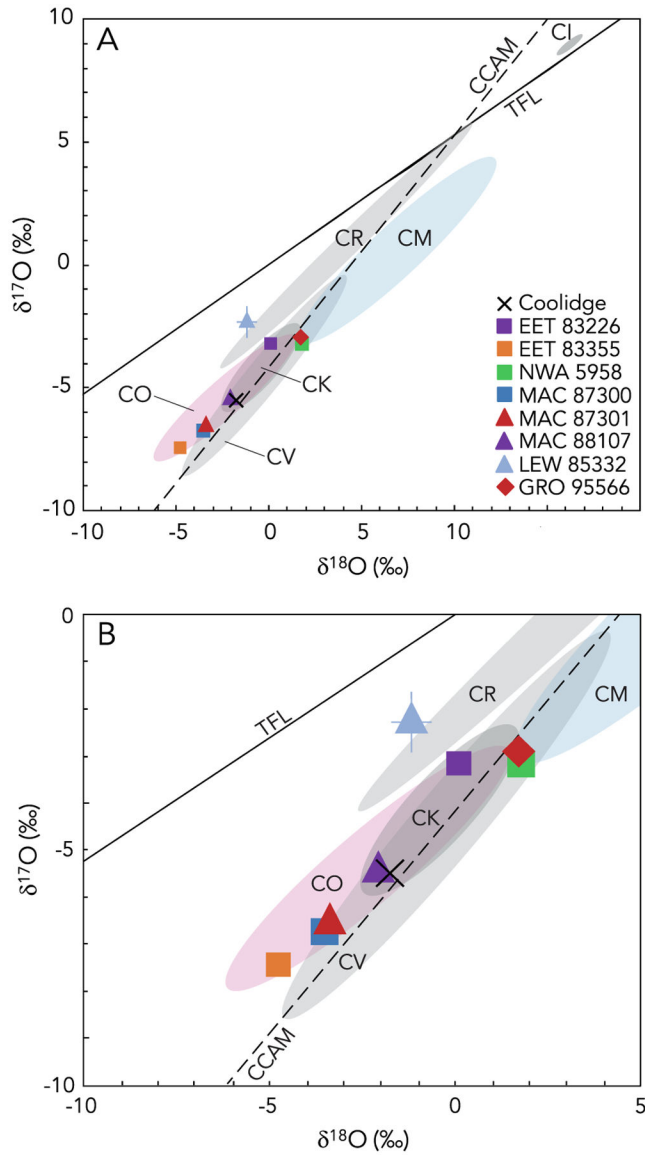 A
10
5
0
-5
-10
δ¹⁷O (‰)
CI
CCAM
TFL
CR
CM
CO
CK
CV
Coolidge
EET 83226
EET 83355
NWA 5958
MAC 87300
MAC 87301
MAC 88107
LEW 85332
GRO 95566
-10
-5
0
5
10
δ¹⁸O (‰)
B
0
-5
-10
δ¹⁷O (‰)
TFL
CR
CM
CK
CO
CV
CCAM
-10
-5
0
5
δ¹⁸O (‰)